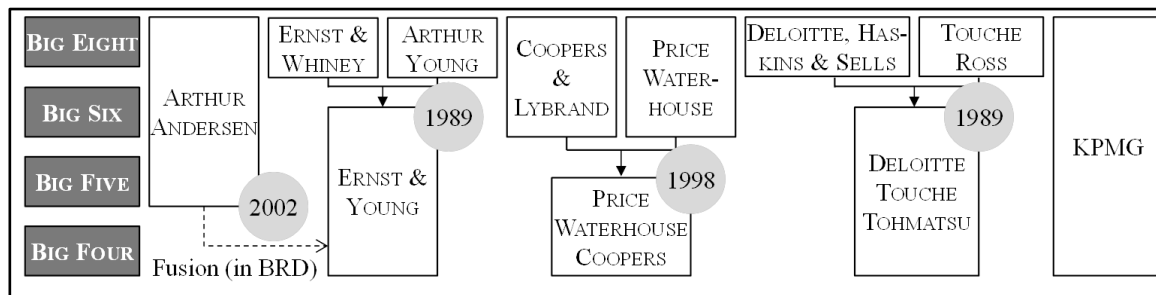 BIG EIGHT
BIG SIX
BIG FIVE
BIG FOUR
ARTHUR
ANDERSEN
2002
Fusion (in BRD)
ERNST &
WHINEY
ARTHUR
YOUNG
1989
ERNST &
YOUNG
COOPERS
&
LYBRAND
PRICE
WATER-
HOUSE
1998
PRICE
WATERHOUSE
COOPERS
DELOITTE, HAS-
KINS & SELLS
TOUCHE
ROSS
1989
DELOITTE
TOUCHE
TOHMATSU
KPMG